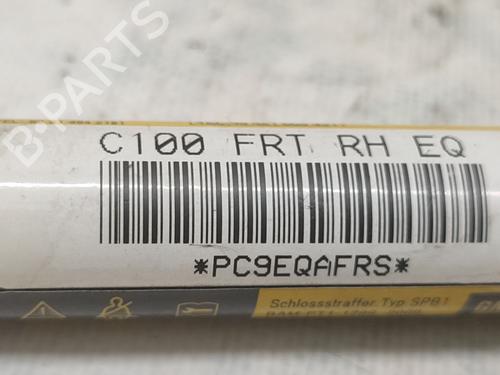 B-PARTS
C100 FRT RH EQ
*PC9EQAFRS*
Schlossstraffer, Typ SPB1